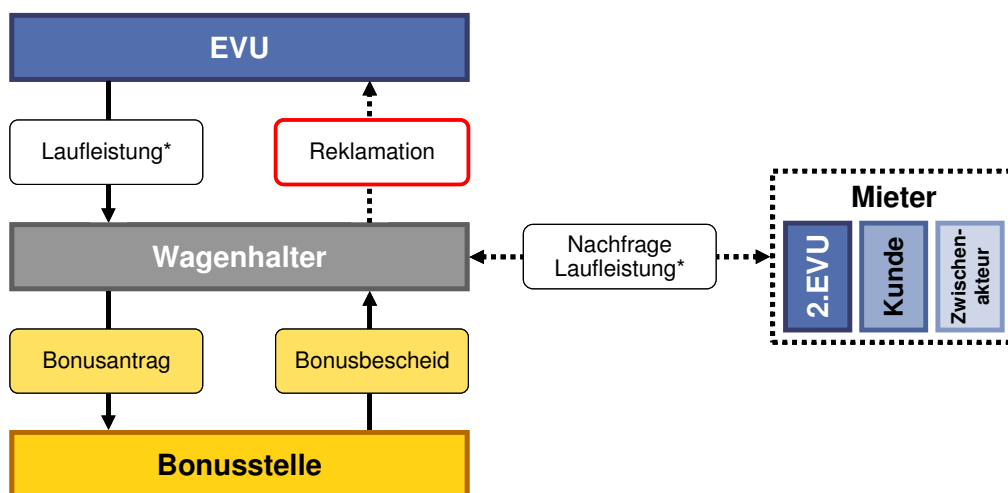 EVU
Laufleistung*
Reklamation
Wagenhalter
Nachfrage
Laufleistung*
Mieter
2.EVU
Kunde
Zwischen-
akteur
Bonusantrag
Bonusbescheid
Bonusstelle